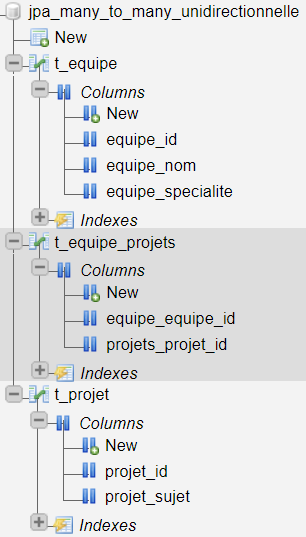 jpa_many_to_many_unidirectionnelle
New
t_equipe
Columns
New
equipe_id
equipe_nom
equipe_specialite
Indexes
t_equipe_projets
Columns
New
equipe_equipe_id
projets_projet_id
Indexes
t_projet
Columns
New
projet_id
projet_sujet
Indexes